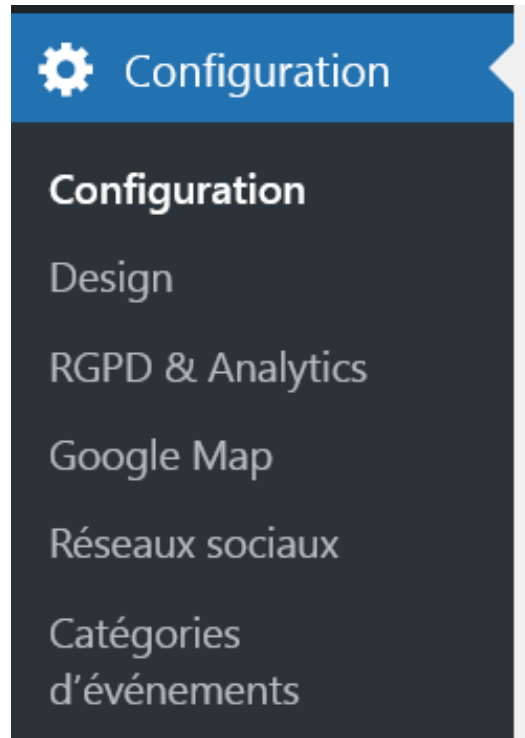 Configuration
Configuration
Design
RGPD & Analytics
Google Map
Réseaux sociaux
Catégories
d’événements